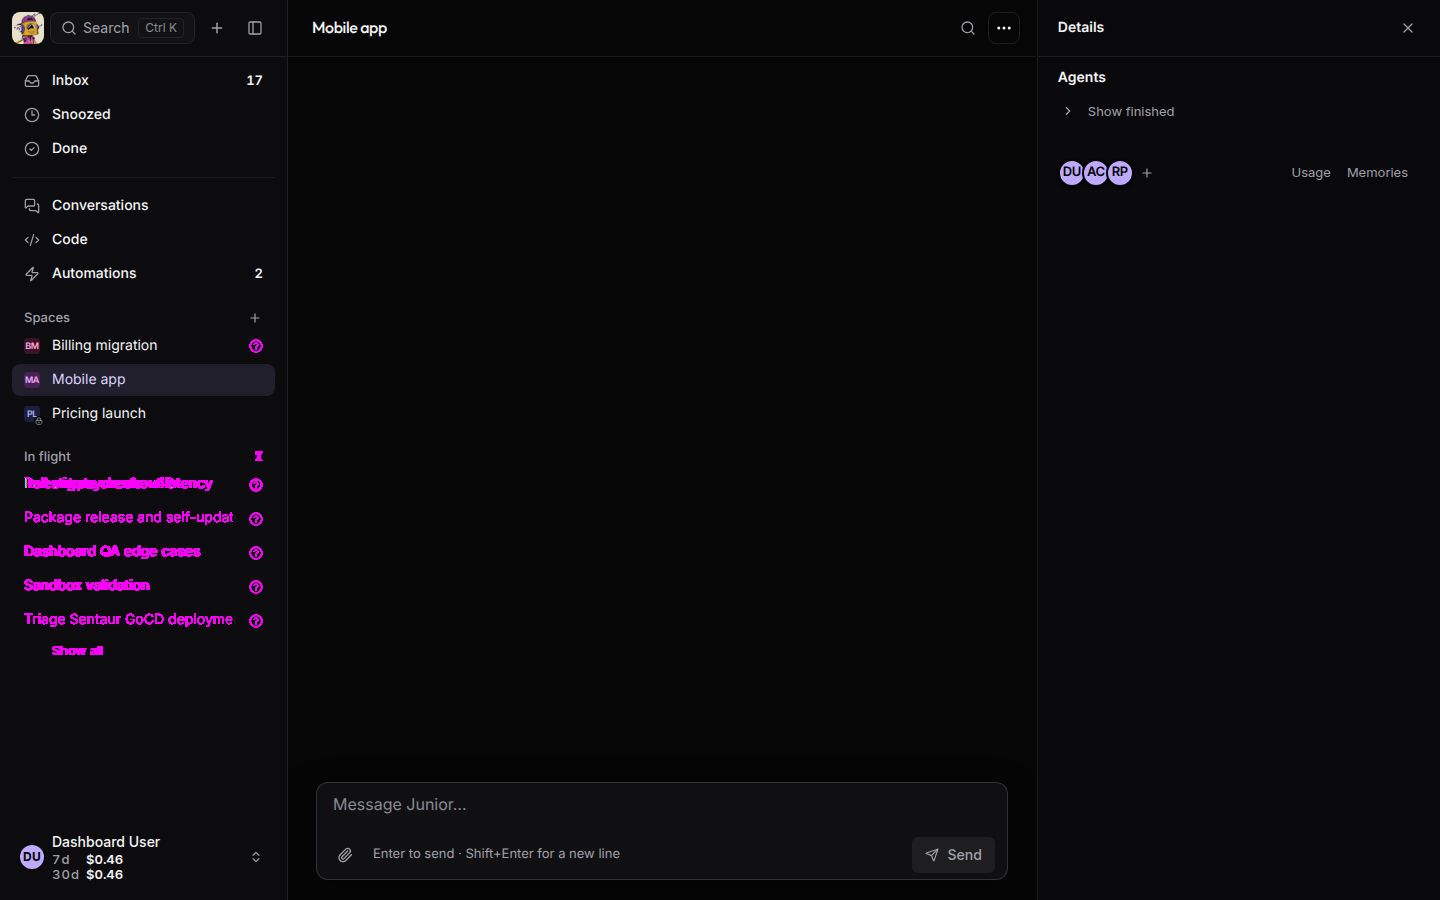 Search Ctrl K
Mobile app
Details
Inbox 17
Snoozed
Done
Conversations
Code
Automations 2
Spaces
BM Billing migration
MA Mobile app
PL Pricing launch
In flight
Package release and self-updat
Dashboard QA edge cases
Sandbox validation
Triage Sentaur GoCD deployme
Show all
DU Dashboard User
7d $0.46
30d $0.46
Message Junior...
Enter to send · Shift+Enter for a new line
Send
Agents
Show finished
DU AC RP
Usage Memories